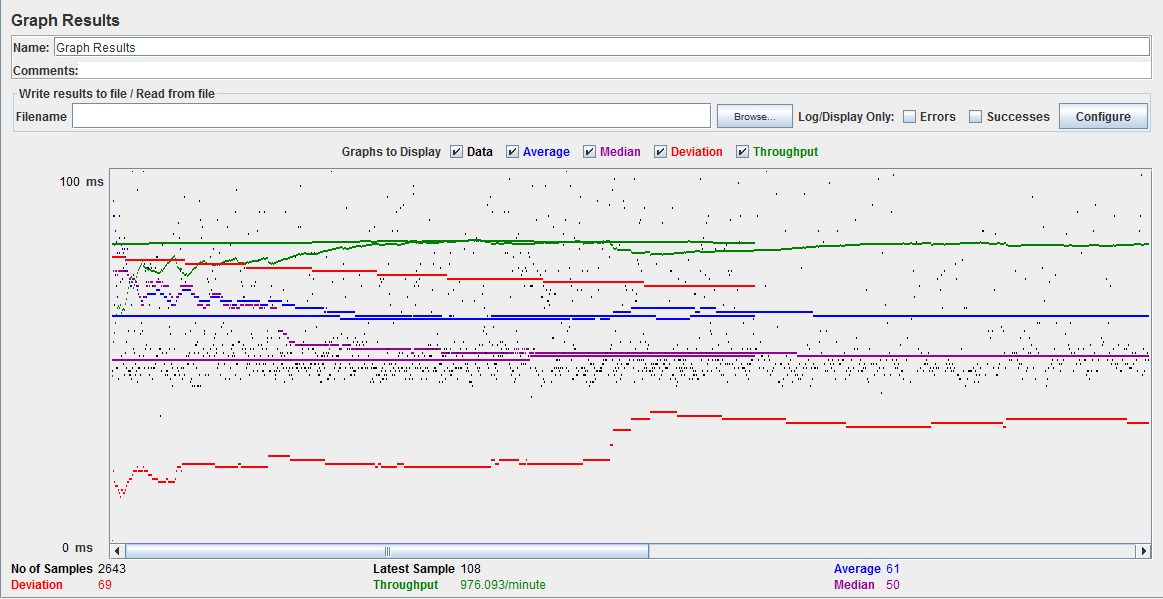 Graph Results
Name: Graph Results
Comments:
Write results to file / Read from file
Filename Browse... Log/Display Only: Errors Successes Configure
Graphs to Display Data Average Median Deviation Throughput
100 ms
0 ms
No of Samples 2643 Latest Sample 108 Average 61
Deviation 69 Throughput 976.093/minute Median 50